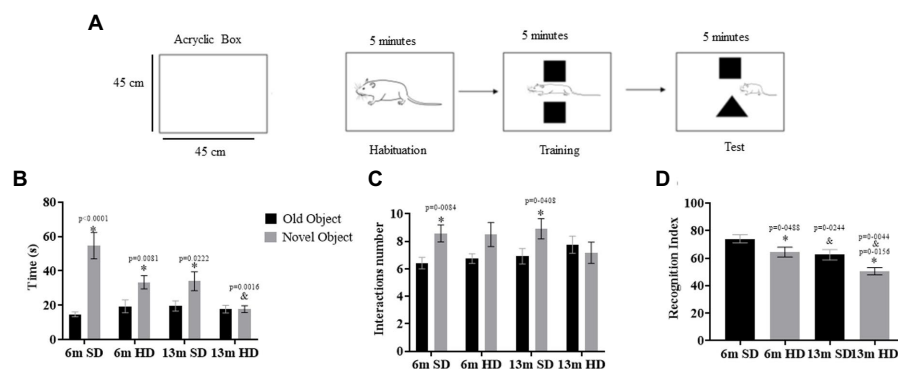 A
Acryclic Box
45 cm
45 cm
5 minutes
Habituation
5 minutes
Training
5 minutes
Test
B
Time (s)
80
60
40
20
0
p<0.0001
*
p=0.0081
*
p=0.0222
*
p=0.0016
&
6m SD
6m HD
13m SD
13m HD
Old Object
Novel Object
C
Interactions number
10
8
6
4
2
0
p=0-0084
*
p=0-0408
*
6m SD
6m HD
13m SD
13m HD
D
Recognition Index
100
80
60
40
20
0
p=0-0488
*
p=0-0244
&
p=0-0044
&
p=0-0156
*
6m SD
6m HD
13m SD
13m HD